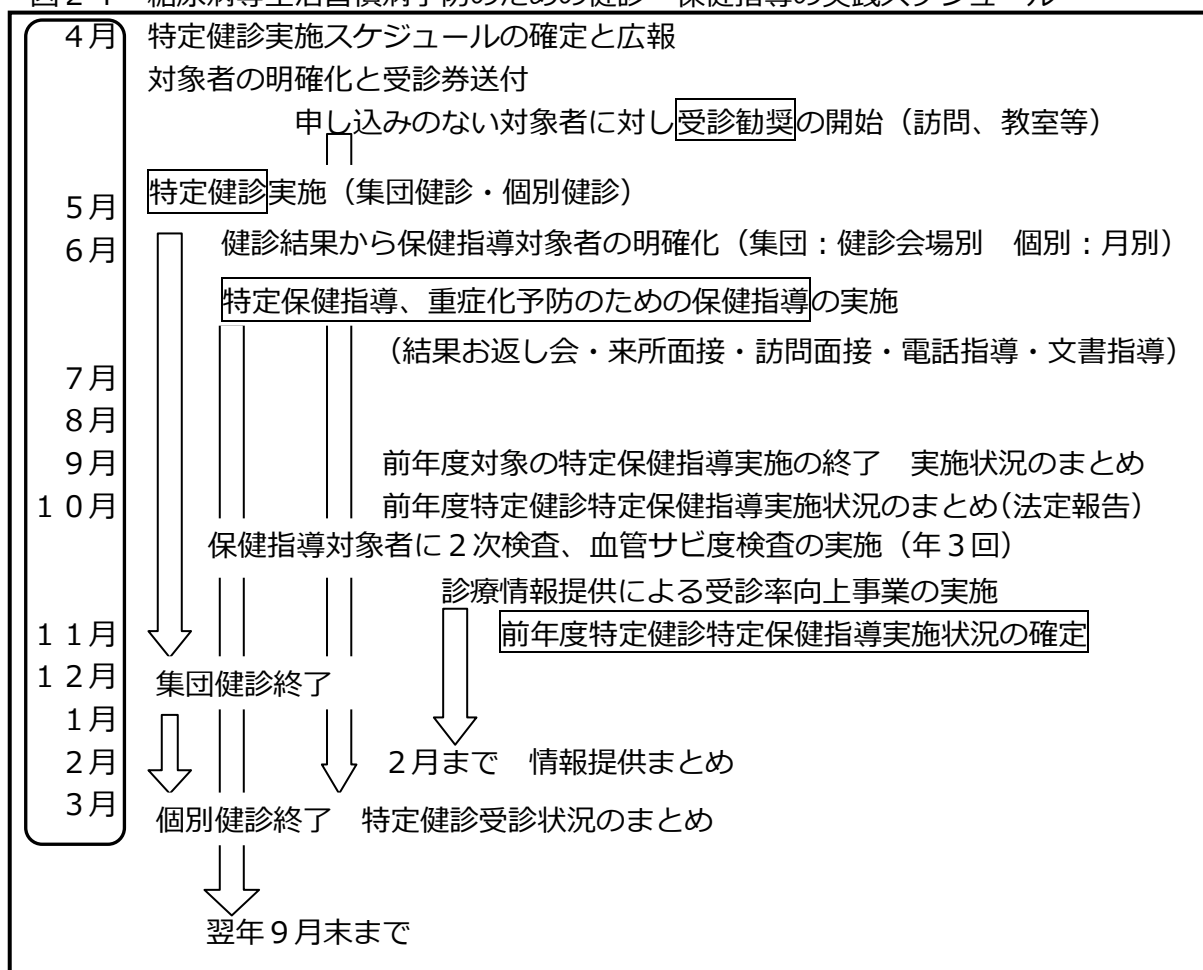 ４月 特定健診実施スケジュールの確定と広報
対象者の明確化と受診券送付
申し込みのない対象者に対し受診勧奨の開始（訪問、教室等）
５月 特定健診実施（集団健診・個別健診）
６月 健診結果から保健指導対象者の明確化（集団：健診会場別　個別：月別）
特定保健指導、重症化予防のための保健指導の実施
（結果お返し会・来所面接・訪問面接・電話指導・文書指導）
７月
８月
９月 前年度対象の特定保健指導実施の終了　実施状況のまとめ
１０月 前年度特定健診特定保健指導実施状況のまとめ（法定報告）
保健指導対象者に２次検査、血管サビ度検査の実施（年３回）
診療情報提供による受診率向上事業の実施
１１月 前年度特定健診特定保健指導実施状況の確定
１２月 集団健診終了
１月
２月 ２月まで　情報提供まとめ
３月 個別健診終了　特定健診受診状況のまとめ
翌年９月末まで